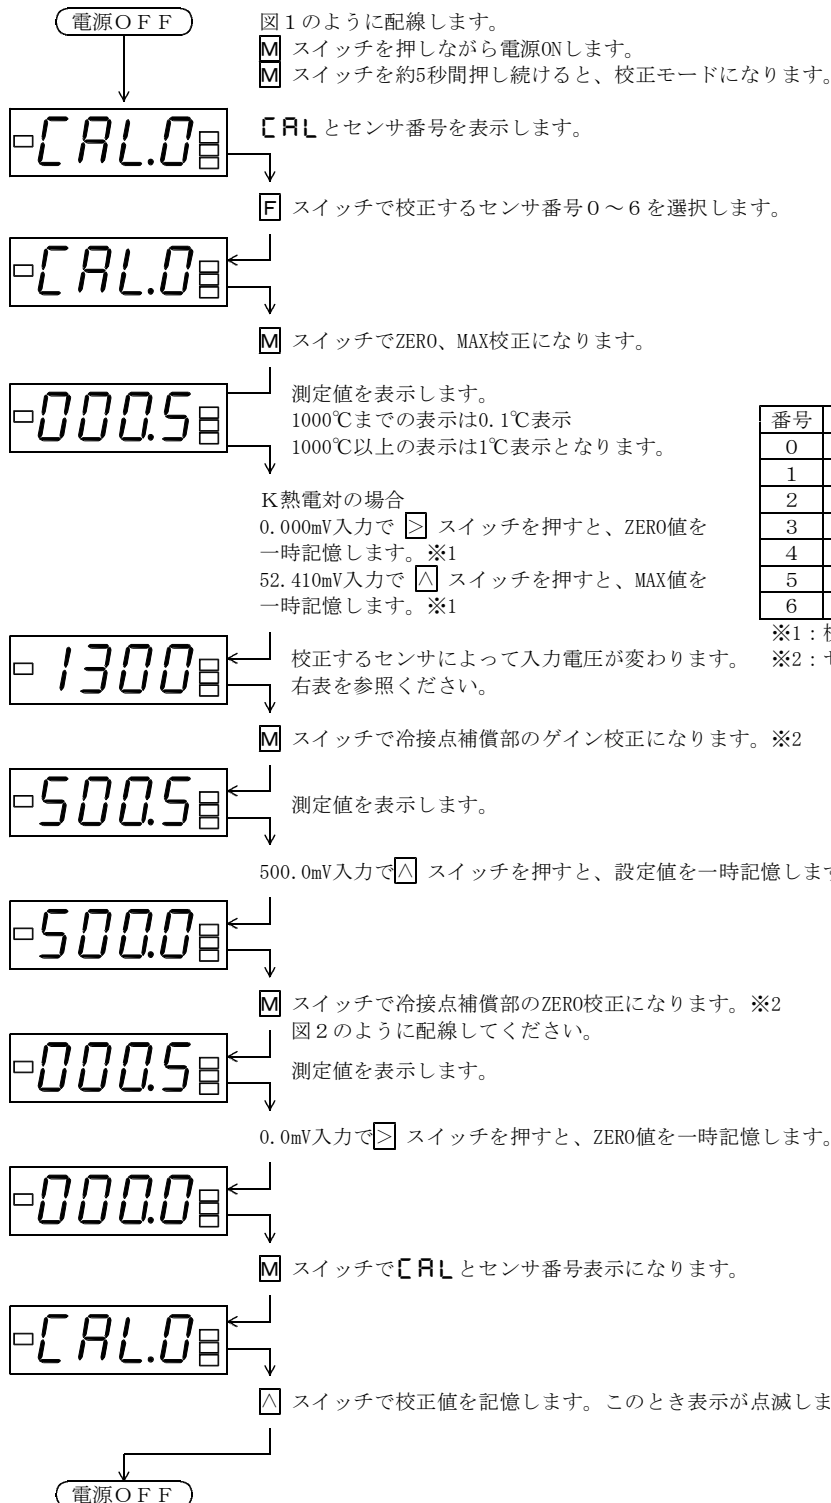 電源ＯＦＦ
図１のように配線します。
M スイッチを押しながら電源ONします。
M スイッチを約5秒間押し続けると、校正モードになります。
CAL.0
CALとセンサ番号を表示します。
F スイッチで校正するセンサ番号０～６を選択します。
CAL.0
M スイッチでZERO、MAX校正になります。
000.5
測定値を表示します。
1000℃までの表示は0.1℃表示
1000℃以上の表示は1℃表示となります。
Ｋ熱電対の場合
0.000mV入力で > スイッチを押すと、ZERO値を
一時記憶します。※1
52.410mV入力で ∧ スイッチを押すと、MAX値を
一時記憶します。※1
番号
０
１
２
３
４
５
６
※1：
※2：
1300
校正するセンサによって入力電圧が変わります。
右表を参照ください。
M スイッチで冷接点補償部のゲイン校正になります。※2
500.5
測定値を表示します。
500.0mV入力で∧ スイッチを押すと、設定値を一時記憶しま
500.0
M スイッチで冷接点補償部のZERO校正になります。※2
図２のように配線してください。
000.5
測定値を表示します。
0.0mV入力で> スイッチを押すと、ZERO値を一時記憶します。
000.0
M スイッチでCALとセンサ番号表示になります。
CAL.0
∧ スイッチで校正値を記憶します。このとき表示が点滅しま
電源ＯＦＦ